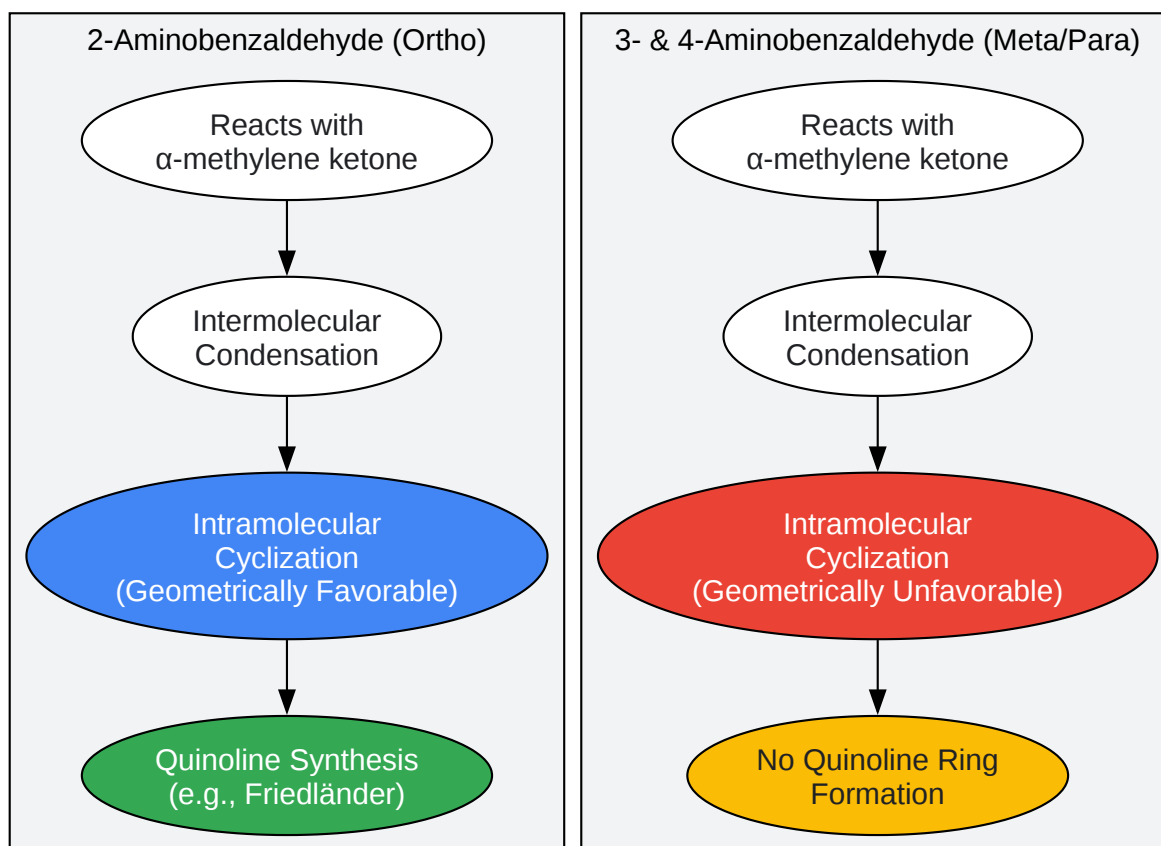 2-Aminobenzaldehyde (Ortho)
Reacts with
α-methylene ketone
Intermolecular
Condensation
Intramolecular
Cyclization
(Geometrically Favorable)
Quinoline Synthesis
(e.g., Friedländer)
3- & 4-Aminobenzaldehyde (Meta/Para)
Reacts with
α-methylene ketone
Intermolecular
Condensation
Intramolecular
Cyclization
(Geometrically Unfavorable)
No Quinoline Ring
Formation